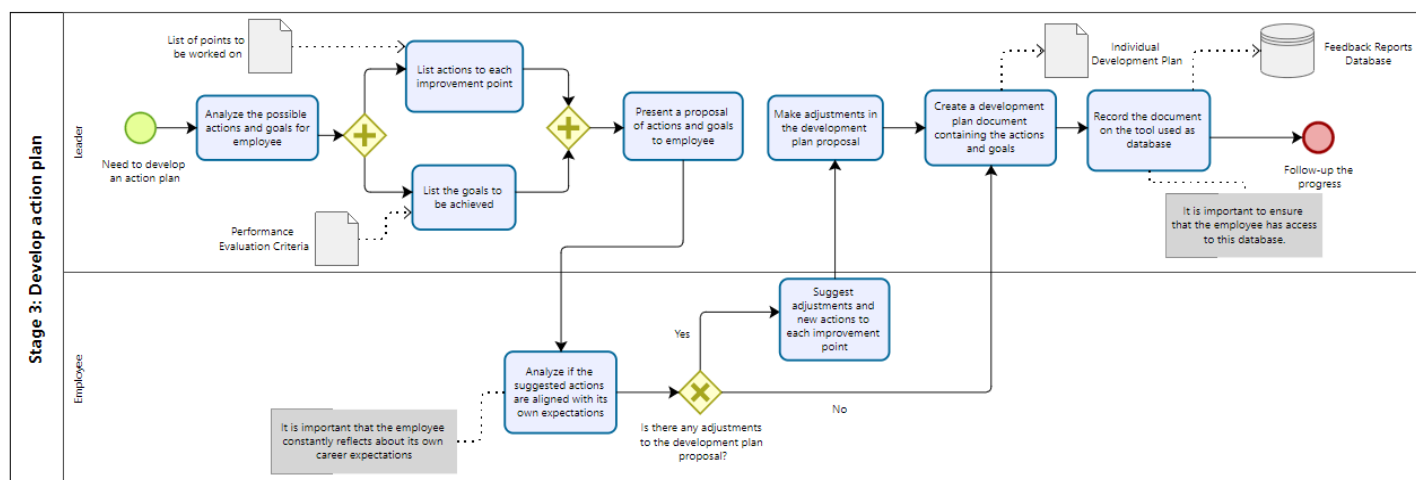 Stage 3: Develop action plan
Leader
Employee
List of points to
be worked on
List actions to each
improvement point
Individual
Development Plan
Feedback Reports
Database
Need to develop
an action plan
Analyze the possible
actions and goals for
employee
Present a proposal
of actions and goals
to employee
Make adjustments in
the development
plan proposal
Create a development
plan document
containing the actions
and goals
Record the document
on the tool used as
database
Follow-up the
progress
List the goals to
be achieved
Performance
Evaluation Criteria
It is important to ensure
that the employee has access
to this database.
Suggest
adjustments and
new actions to
each improvement
point
Yes
Analyze if the
suggested actions
are aligned with its
own expectations
No
Is there any adjustments
to the development plan
proposal?
It is important that the employee
constantly reflects about its own
career expectations